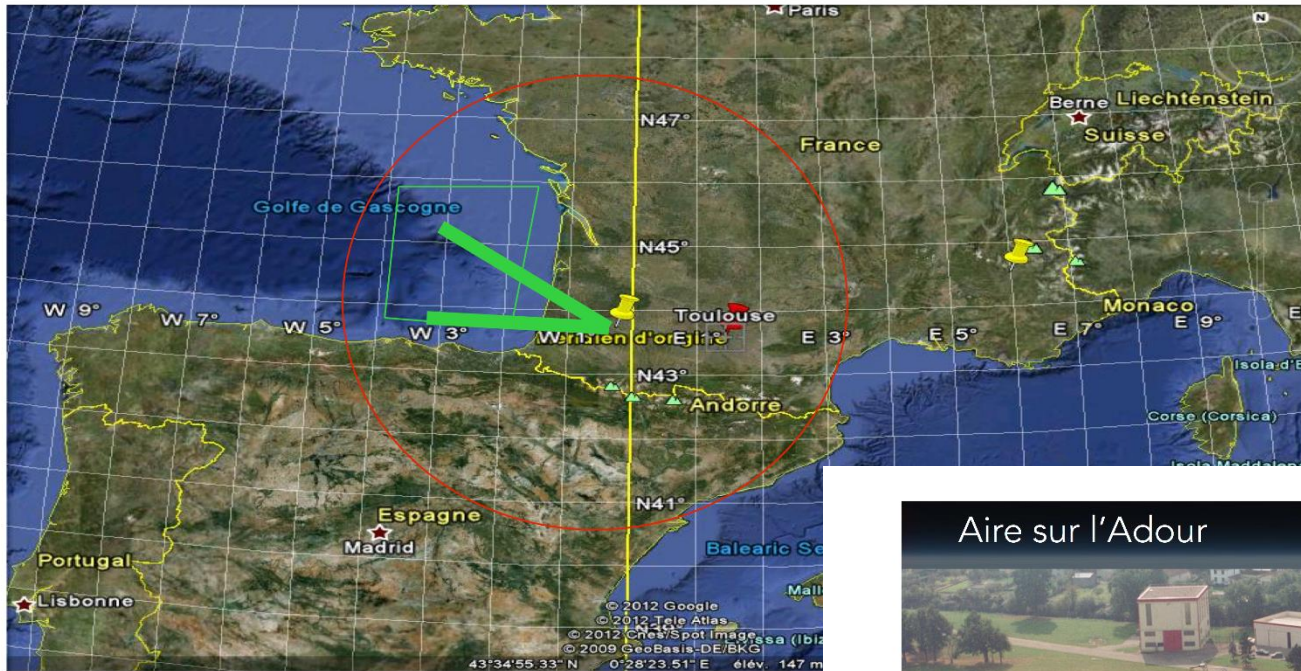 Paris
N
Berne
Liechtenstein
Suisse
N47°
France
Golfe de Gascogne
N45°
W 9°
W 7°
W 5°
W 3°
Toulouse
Monaco
E 3°
E 5°
E 7°
E 9°
N43°
Andorre
Corse (Corsica)
N41°
Espagne
Madrid
Portugal
Lisbonne
© 2012 Google
© 2012 Tele Atlas
© 2012 Cnes/Spot Image
© 2009 GeoBasis-DE/BKG
43°34'55.33" N 0°28'23.51" E élév. 147 m
Aire sur l'Adour